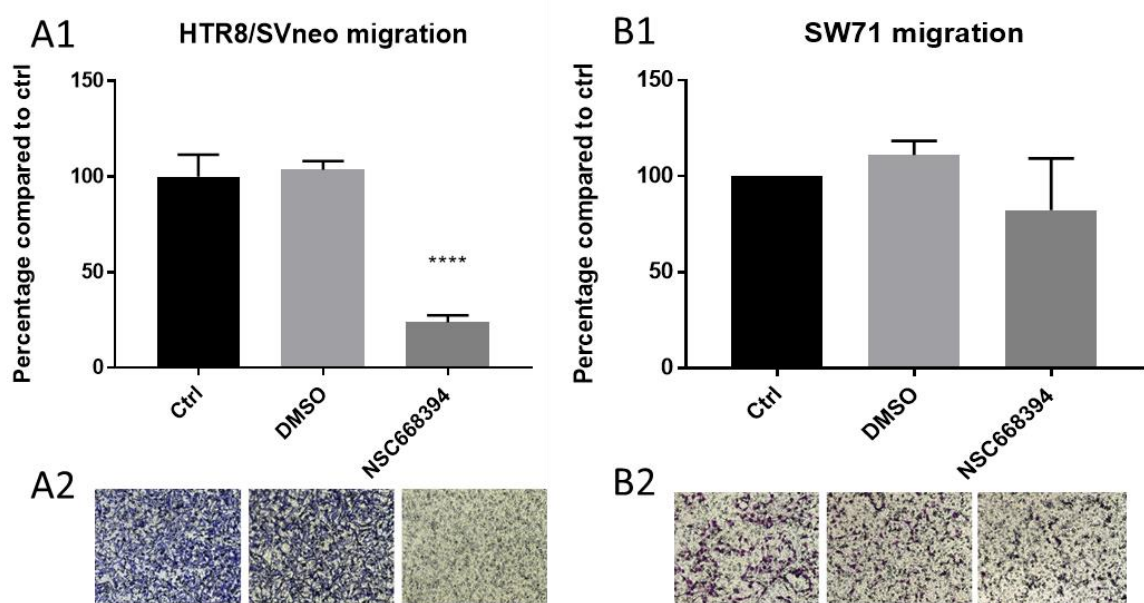 A1
HTR8/SVneo migration
Percentage compared to ctrl
150
100
50
0
****
Ctrl
DMSO
NSC668394
A2
B1
SW71 migration
Percentage compared to ctrl
150
100
50
0
Ctrl
DMSO
NSC668394
B2